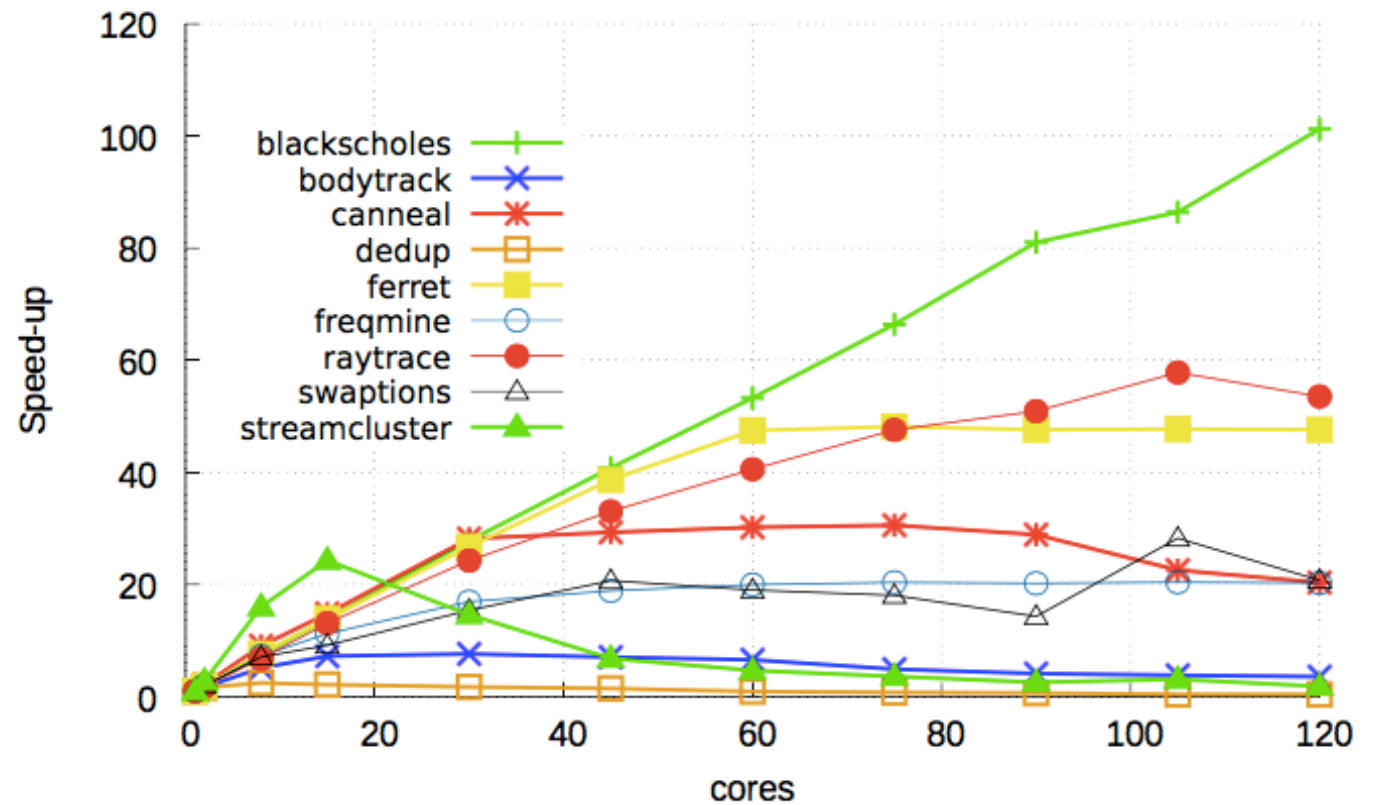 120
100
80
60
40
20
0
Speed-up
blackscholes
bodytrack
canneal
dedup
ferret
freqmine
raytrace
swaptions
streamcluster
0 20 40 60 80 100 120
cores